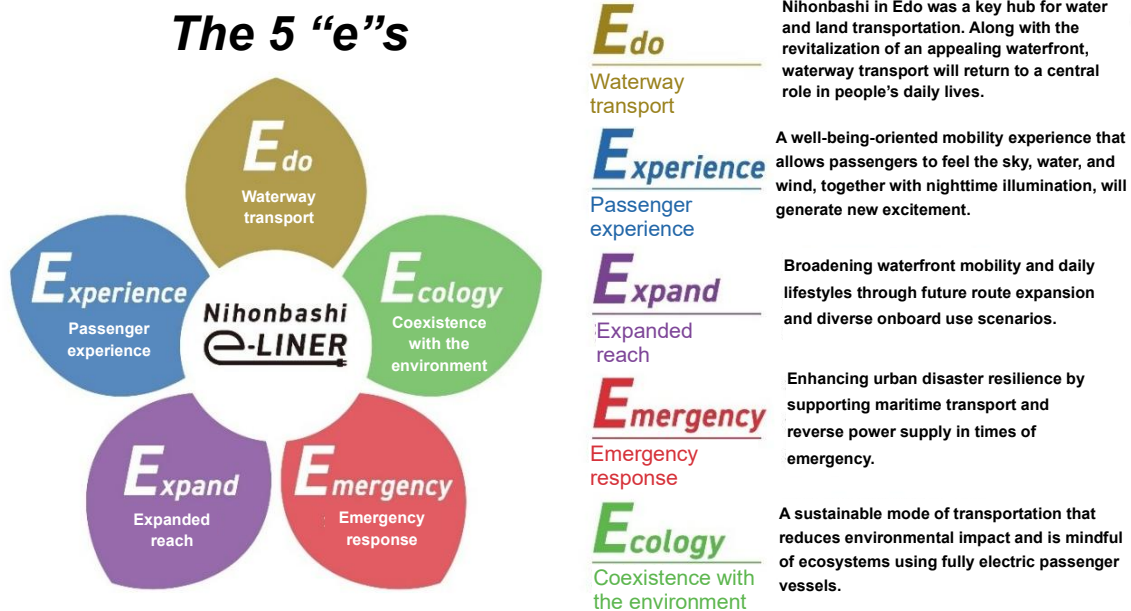 The 5 “e”s
Edo
Waterway
transport
Experience
Passenger
experience
Ecology
Coexistence
with the
environment
Nihonbashi
e-LINER
Expand
Expanded
reach
Emergency
Emergency
response
Edo
Waterway
transport
Nihonbashi in Edo was a key hub for water
and land transportation. Along with the
revitalization of an appealing waterfront,
waterway transport will return to a central
role in people’s daily lives.
Experience
Passenger
experience
A well-being-oriented mobility experience that
allows passengers to feel the sky, water, and
wind, together with nighttime illumination, will
generate new excitement.
Expand
Expanded
reach
Broadening waterfront mobility and daily
lifestyles through future route expansion
and diverse onboard use scenarios.
Emergency
Emergency
response
Enhancing urban disaster resilience by
supporting maritime transport and
reverse power supply in times of
emergency.
Ecology
Coexistence with
the environment
A sustainable mode of transportation that
reduces environmental impact and is mindful
of ecosystems using fully electric passenger
vessels.